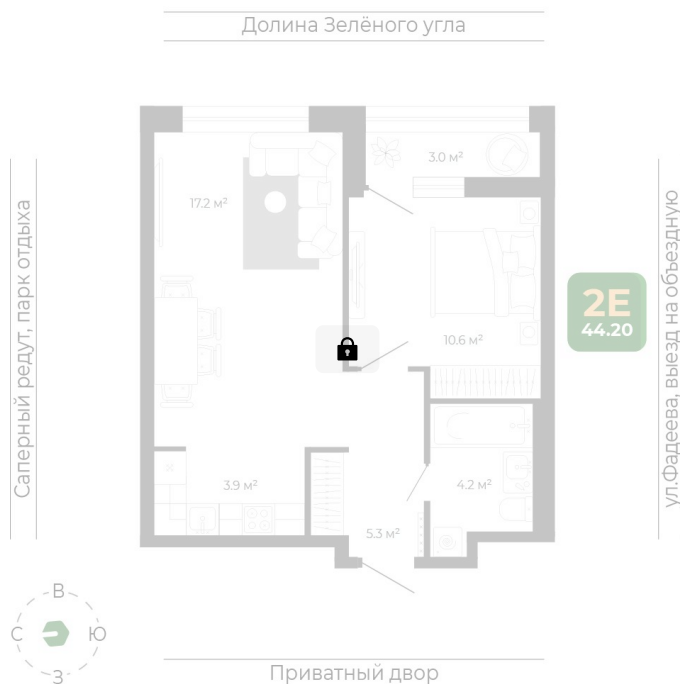 Долина Зелёного угла
3.0 м²
17.2 м²
Саперный редут, парк отдыха
ул.Фадеева, выезд на объездную
2Е
44.20
10.6 м²
3.9 м²
4.2 м²
5.3 м²
В
С
Ю
З
Приватный двор